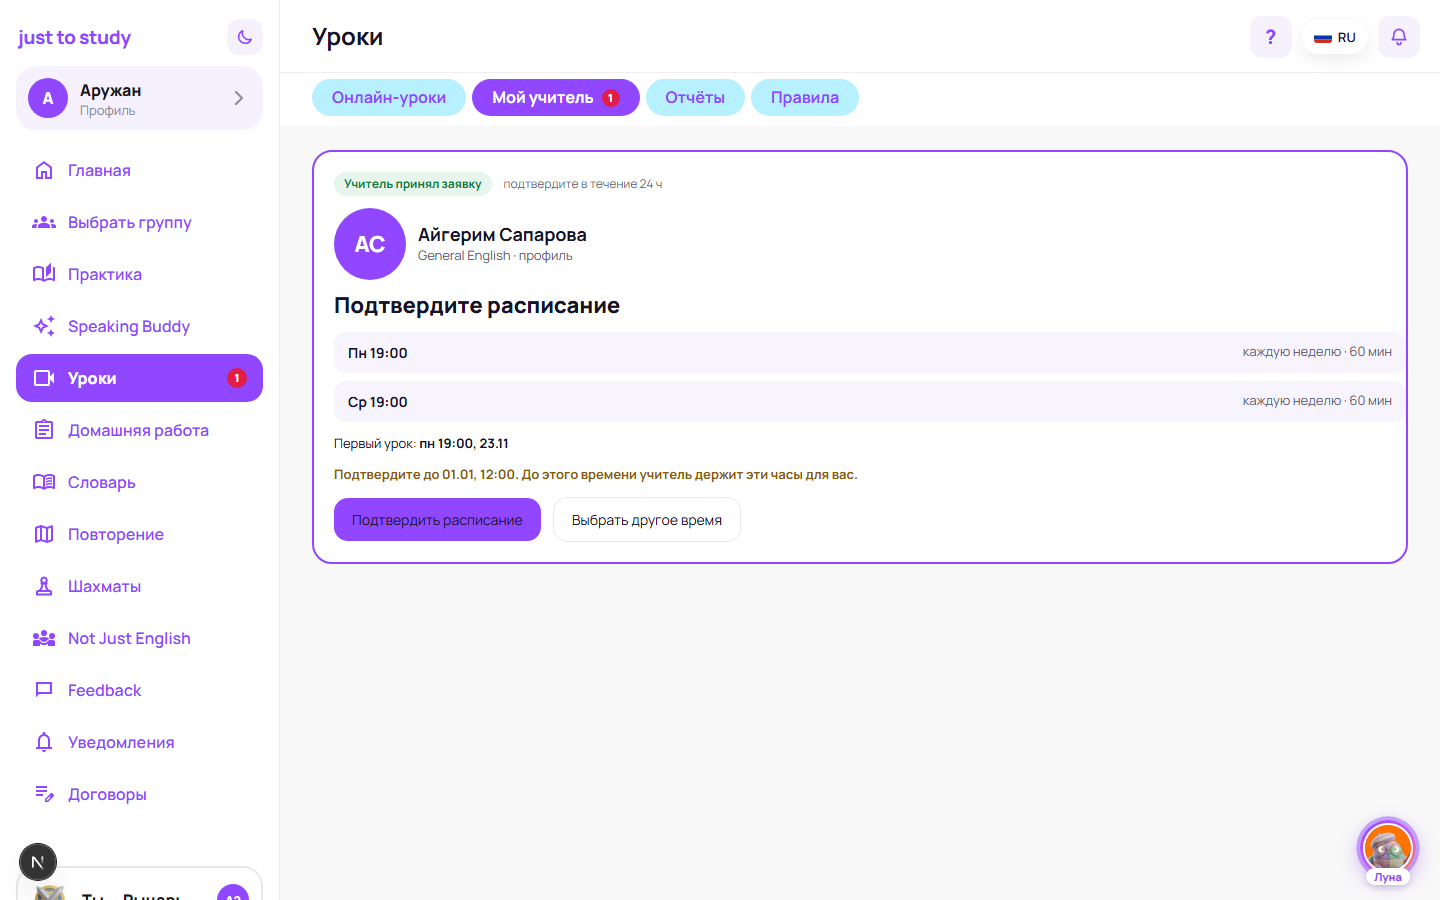 just to study
А
Аружан
Профиль
Главная
Выбрать группу
Практика
Speaking Buddy
Уроки
1
Домашняя работа
Словарь
Повторение
Шахматы
Not Just English
Feedback
Уведомления
Договоры
N
Уроки
?
RU
Онлайн-уроки
Мой учитель 1
Отчёты
Правила
Учитель принял заявку
подтвердите в течение 24 ч
АС
Айгерим Сапарова
General English · профиль
Подтвердите расписание
Пн 19:00
каждую неделю · 60 мин
Ср 19:00
каждую неделю · 60 мин
Первый урок: пн 19:00, 23.11
Подтвердите до 01.01, 12:00. До этого времени учитель держит эти часы для вас.
Подтвердить расписание
Выбрать другое время
Луна